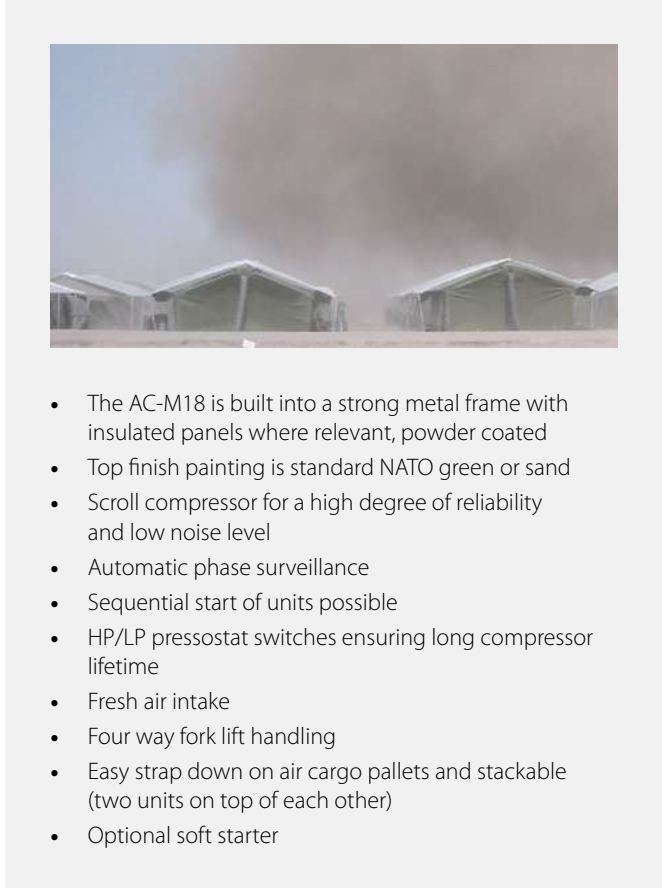 • The AC-M18 is built into a strong metal frame with
insulated panels where relevant, powder coated
• Top finish painting is standard NATO green or sand
• Scroll compressor for a high degree of reliability
and low noise level
• Automatic phase surveillance
• Sequential start of units possible
• HP/LP pressostat switches ensuring long compressor
lifetime
• Fresh air intake
• Four way fork lift handling
• Easy strap down on air cargo pallets and stackable
(two units on top of each other)
• Optional soft starter